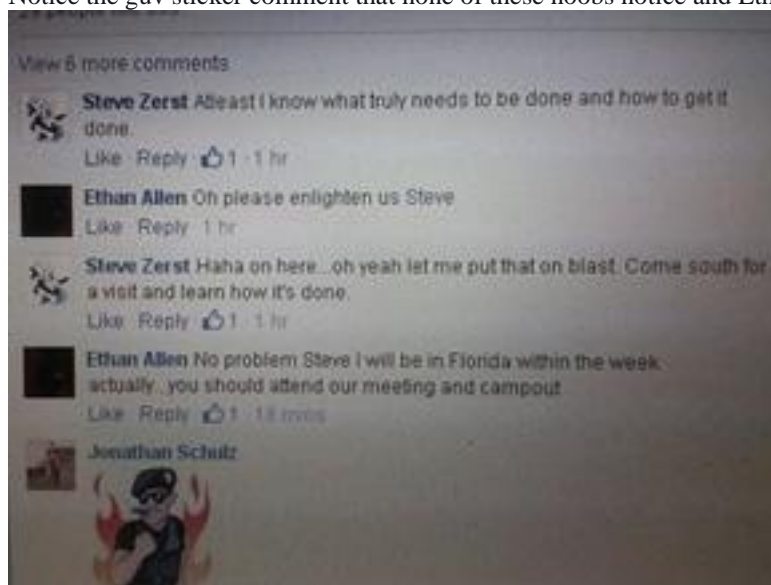 Notice the guy sticker comment that none of these noobs notice and
View 6 more comments
Steve Zerst Atleast I know what truly needs to be done and how to get it
done.
Like Reply 1 1 hr
Ethan Allen Oh please enlighten us Steve
Like Reply 1 hr
Steve Zerst Haha on here...oh yeah let me put that on blast. Come south for
a visit and learn how it's done.
Like Reply 1 1 hr
Ethan Allen No problem Steve I will be in Florida within the week
actually..you should attend our meeting and campout
Like Reply 1 18 mins
Jonathan Schulz